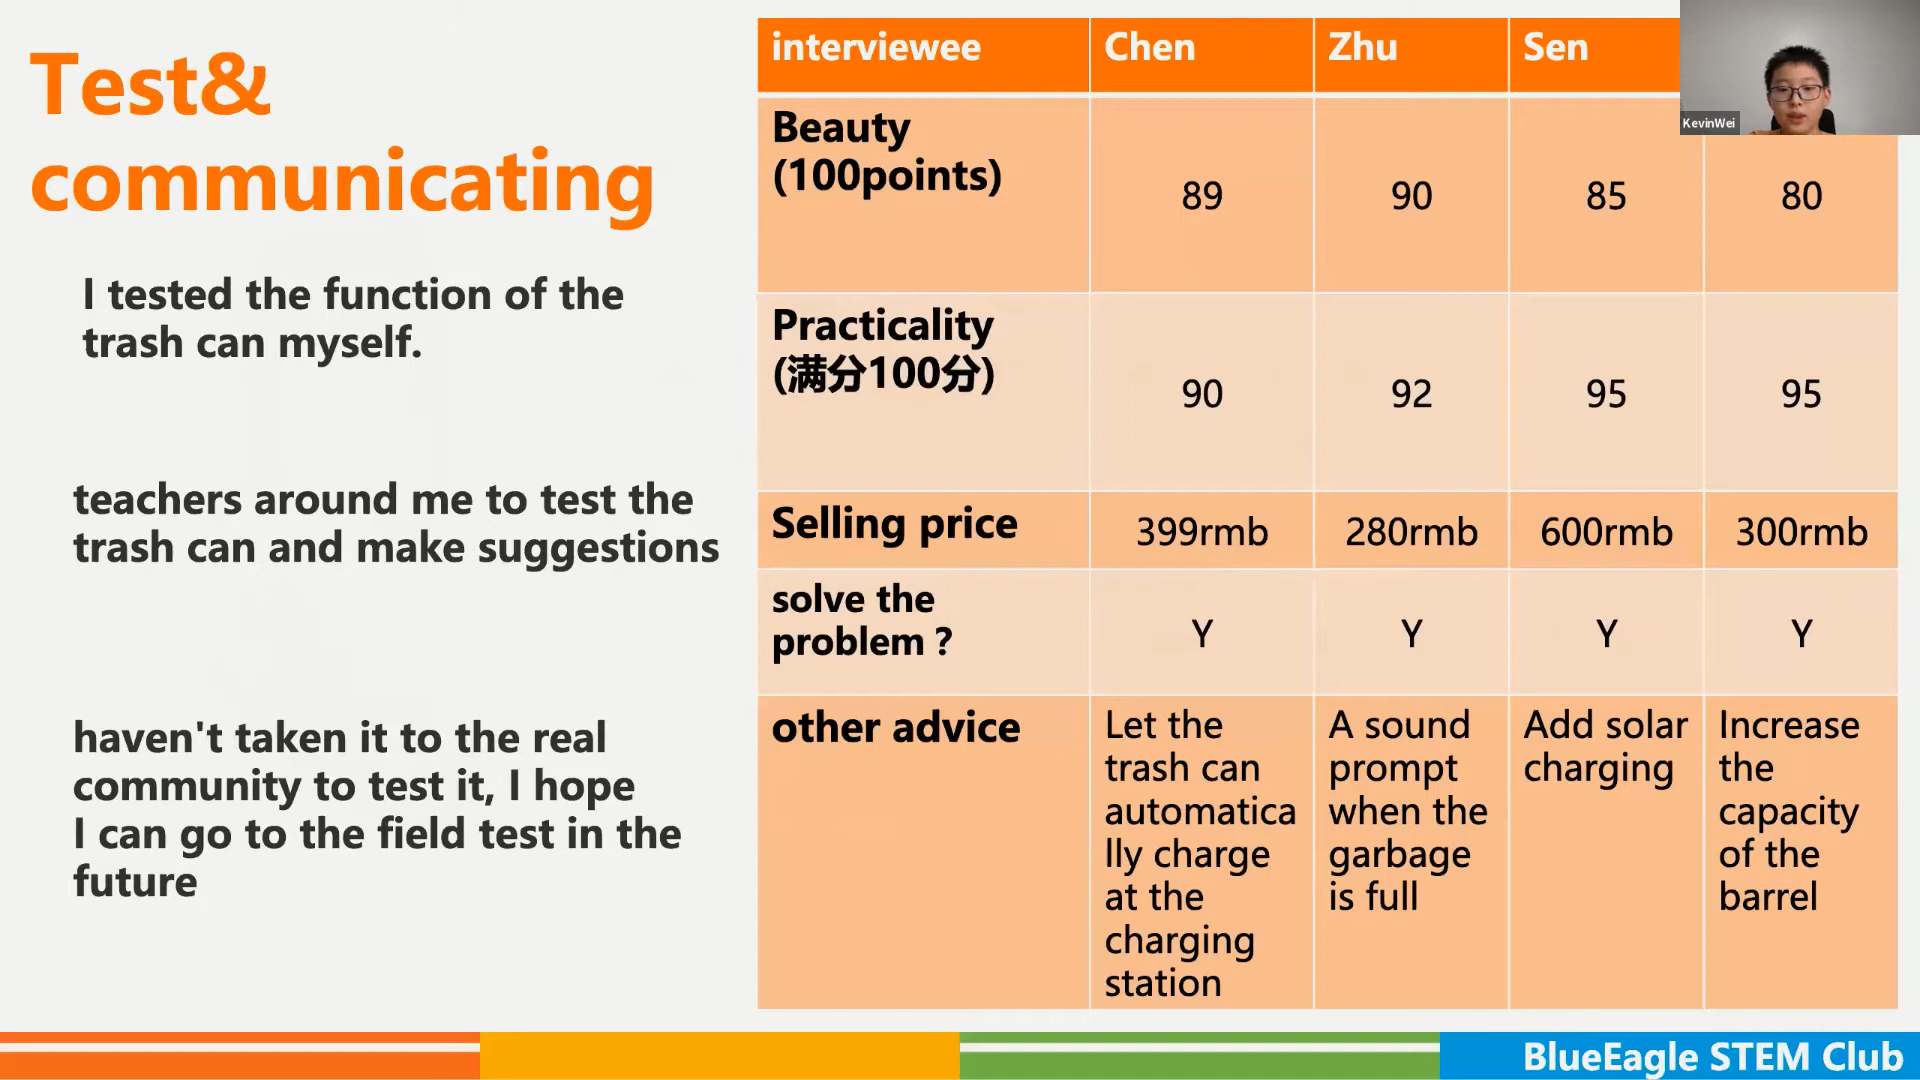 Test&
communicating
I tested the function of the
trash can myself.
teachers around me to test the
trash can and make suggestions
haven't taken it to the real
community to test it, I hope
I can go to the field test in the
future
interviewee
Chen
Zhu
Sen
Beauty
(100points)
89
90
85
80
Practicality
(满分100分)
90
92
95
95
Selling price
399rmb
280rmb
600rmb
300rmb
solve the
problem ?
Y
Y
Y
Y
other advice
Let the
trash can
automatica
lly charge
at the
charging
station
A sound
prompt
when the
garbage
is full
Add solar
charging
Increase
the
capacity
of the
barrel
KevinWei
BlueEagle STEM Club